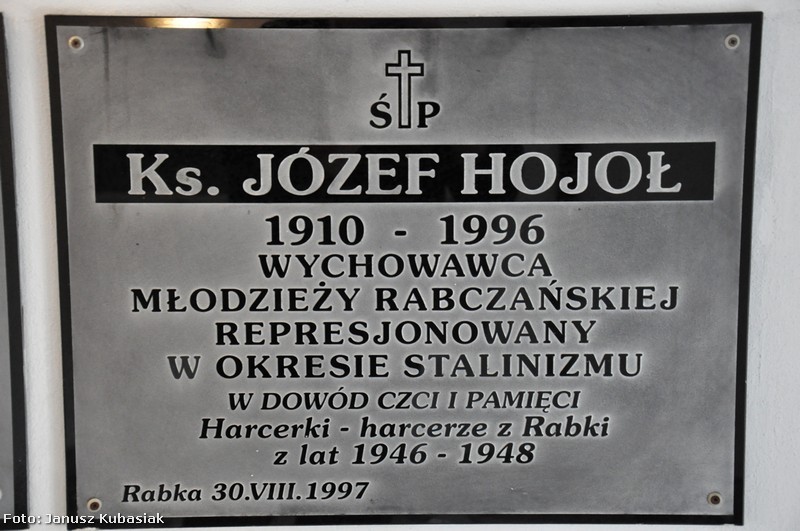 Ś P
Ks. JÓZEF HOJOŁ
1910 - 1996
WYCHOWAWCA
MŁODZIEŻY RABCZAŃSKIEJ
REPRESJONOWANY
W OKRESIE STALINIZMU
W DOWÓD CZCI I PAMIĘCI
Harcerki - harcerze z Rabki
z lat 1946 - 1948
Rabka 30.VIII.1997
Foto: Janusz Kubasiak